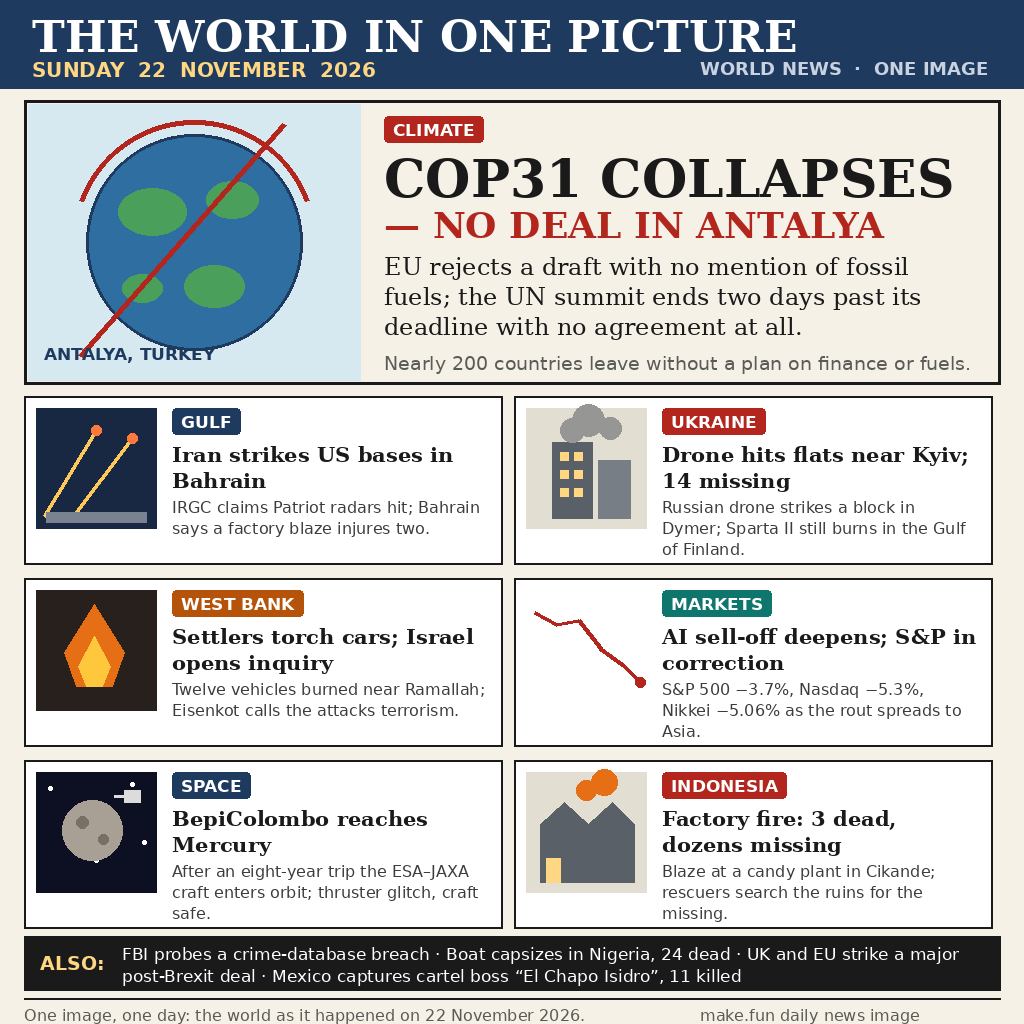 THE WORLD IN ONE PICTURE
SUNDAY 22 NOVEMBER 2026
WORLD NEWS · ONE IMAGE
ANTALYA, TURKEY
CLIMATE
COP31 COLLAPSES
— NO DEAL IN ANTALYA
EU rejects a draft with no mention of fossil
fuels; the UN summit ends two days past its
deadline with no agreement at all.
Nearly 200 countries leave without a plan on finance or fuels.
GULF
Iran strikes US bases in
Bahrain
IRGC claims Patriot radars hit; Bahrain
says a factory blaze injures two.
UKRAINE
Drone hits flats near Kyiv;
14 missing
Russian drone strikes a block in
Dymer; Sparta II still burns in the Gulf
of Finland.
WEST BANK
Settlers torch cars; Israel
opens inquiry
Twelve vehicles burned near Ramallah;
Eisenkot calls the attacks terrorism.
MARKETS
AI sell-off deepens; S&P in
correction
S&P 500 −3.7%, Nasdaq −5.3%,
Nikkei −5.06% as the rout spreads to
Asia.
SPACE
BepiColombo reaches
Mercury
After an eight-year trip the ESA–JAXA
craft enters orbit; thruster glitch, craft
safe.
INDONESIA
Factory fire: 3 dead,
dozens missing
Blaze at a candy plant in Cikande;
rescuers search the ruins for the
missing.
ALSO:
FBI probes a crime-database breach · Boat capsizes in Nigeria, 24 dead · UK and EU strike a major
post-Brexit deal · Mexico captures cartel boss “El Chapo Isidro”, 11 killed
One image, one day: the world as it happened on 22 November 2026.
make.fun daily news image